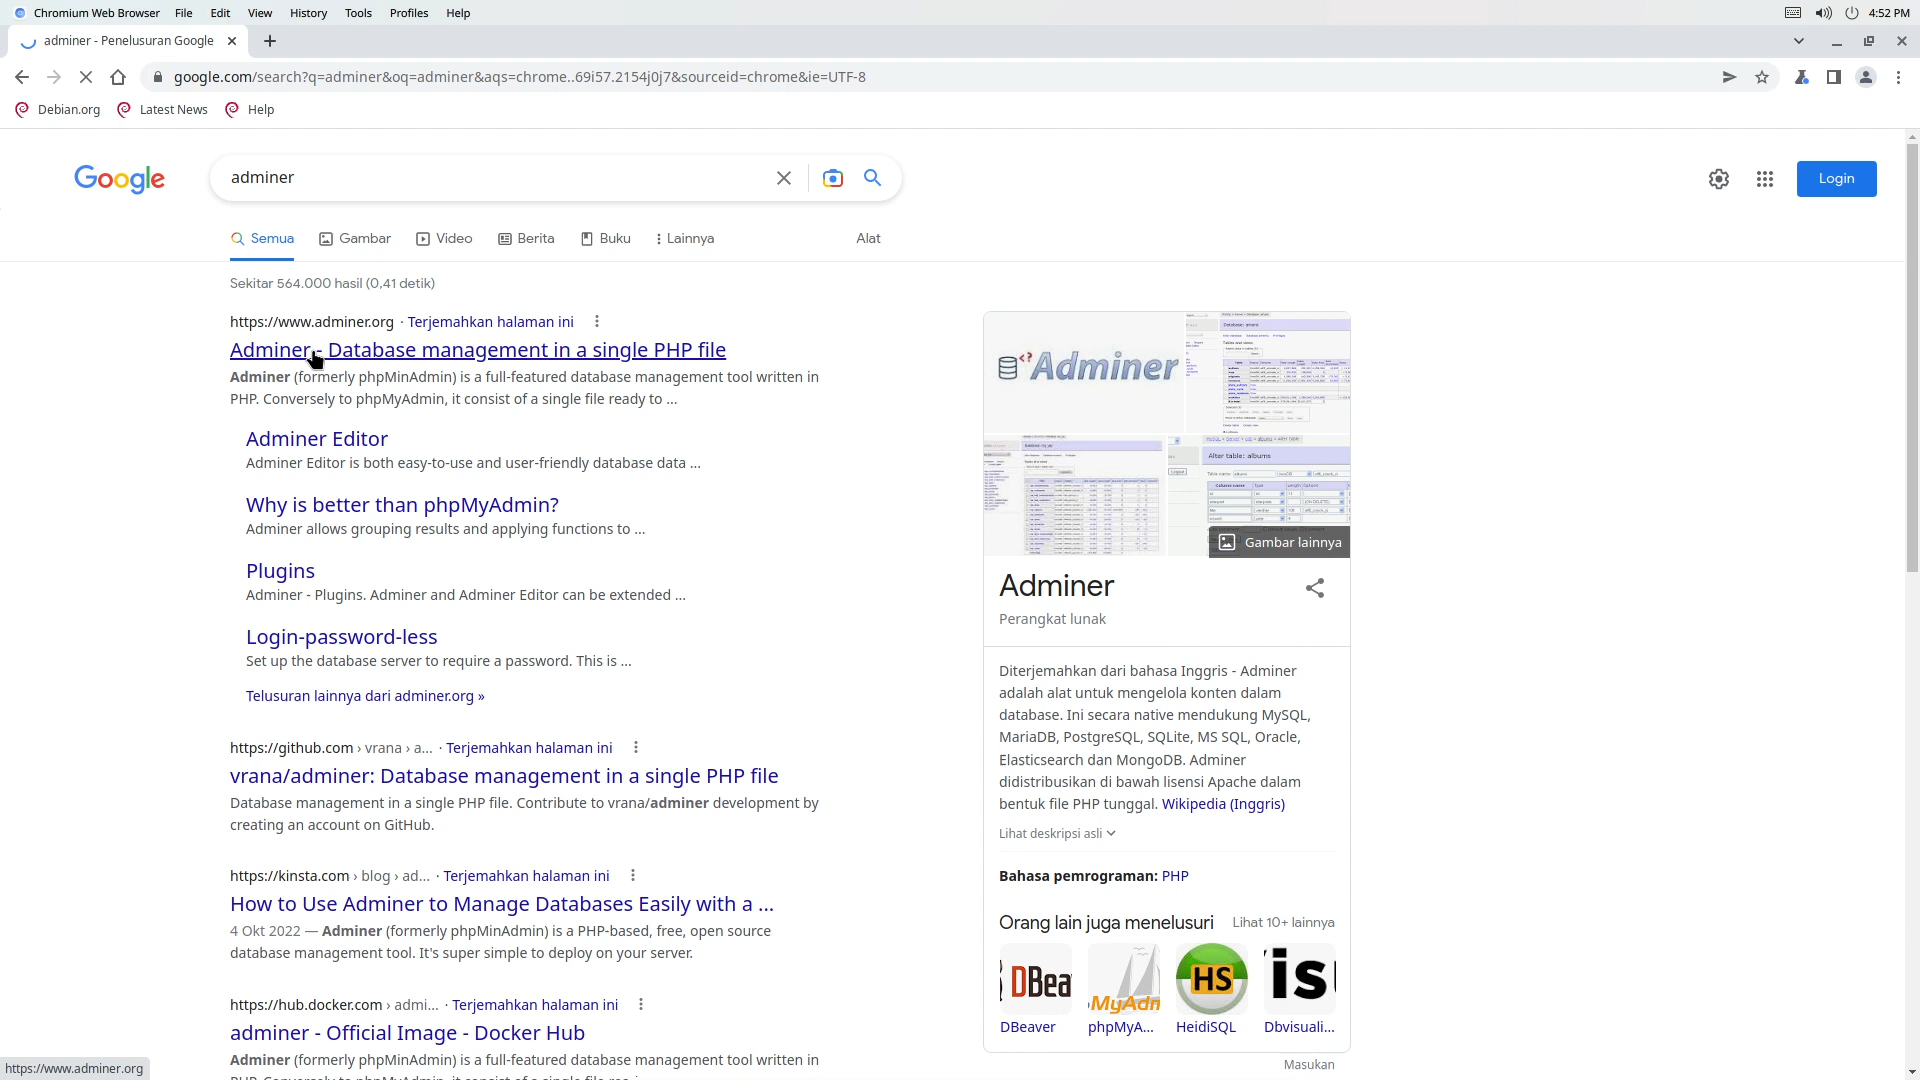 Chromium Web Browser File Edit View History Tools Profiles Help 4:52 PM
adminer - Penelusuran Google
google.com/search?q=adminer&oq=adminer&aqs=chrome..69i57.2154j0j7&sourceid=chrome&ie=UTF-8
Debian.org Latest News Help
Google adminer Login
Semua Gambar Video Berita Buku Lainnya Alat
Sekitar 564.000 hasil (0,41 detik)
https://www.adminer.org · Terjemahkan halaman ini
Adminer - Database management in a single PHP file
Adminer (formerly phpMinAdmin) is a full-featured database management tool written in
PHP. Conversely to phpMyAdmin, it consist of a single file ready to ...
Adminer Editor
Adminer Editor is both easy-to-use and user-friendly database data ...
Why is better than phpMyAdmin?
Adminer allows grouping results and applying functions to ...
Plugins
Adminer - Plugins. Adminer and Adminer Editor can be extended ...
Login-password-less
Set up the database server to require a password. This is ...
Telusuran lainnya dari adminer.org »
https://github.com › vrana › a... · Terjemahkan halaman ini
vrana/adminer: Database management in a single PHP file
Database management in a single PHP file. Contribute to vrana/adminer development by
creating an account on GitHub.
https://kinsta.com › blog › ad... · Terjemahkan halaman ini
How to Use Adminer to Manage Databases Easily with a ...
4 Okt 2022 — Adminer (formerly phpMinAdmin) is a PHP-based, free, open source
database management tool. It's super simple to deploy on your server.
https://hub.docker.com › admi... · Terjemahkan halaman ini
adminer - Official Image - Docker Hub
Adminer (formerly phpMinAdmin) is a full-featured database management tool written in
https://www.adminer.org
Adminer
Alter table: albums
Gambar lainnya
Adminer
Perangkat lunak
Diterjemahkan dari bahasa Inggris - Adminer
adalah alat untuk mengelola konten dalam
database. Ini secara native mendukung MySQL,
MariaDB, PostgreSQL, SQLite, MS SQL, Oracle,
Elasticsearch dan MongoDB. Adminer
didistribusikan di bawah lisensi Apache dalam
bentuk file PHP tunggal. Wikipedia (Inggris)
Lihat deskripsi asli
Bahasa pemrograman: PHP
Orang lain juga menelusuri Lihat 10+ lainnya
DBea MyAdn HS is
DBeaver phpMyA... HeidiSQL Dbvisuali...
Masukan